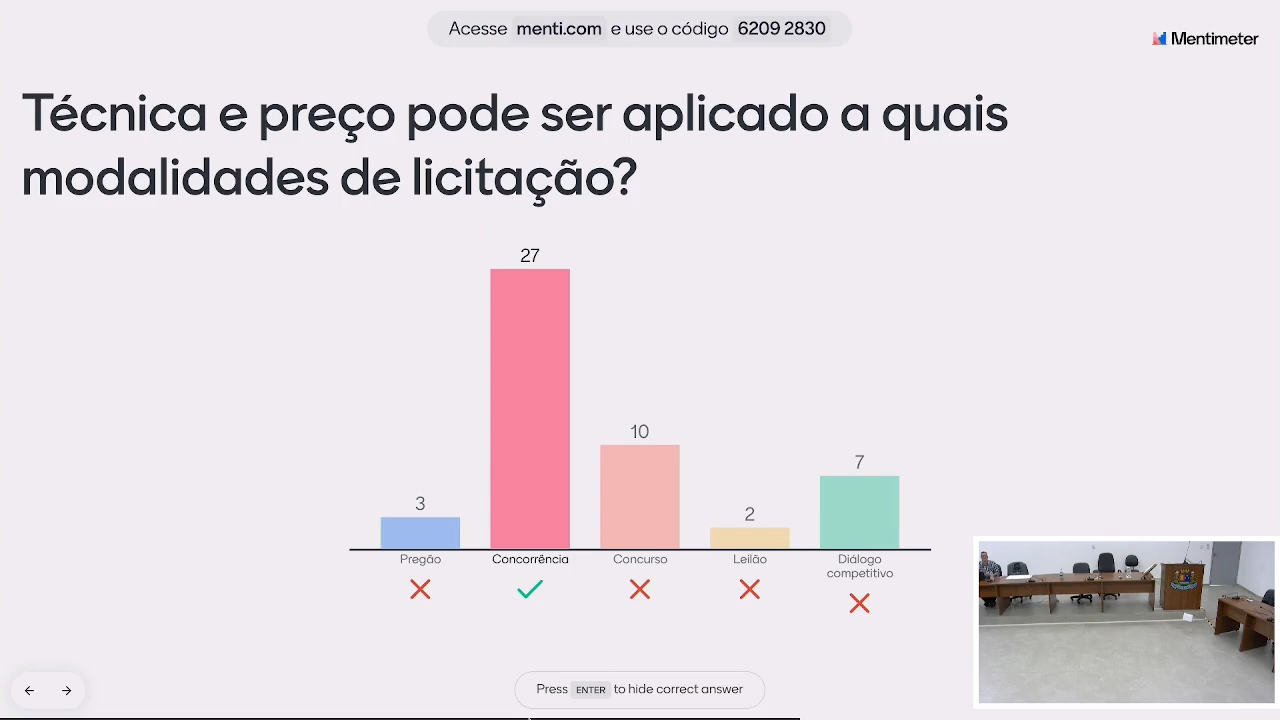 Acesse menti.com e use o código 6209 2830
Mentimeter
Técnica e preço pode ser aplicado a quais
modalidades de licitação?
27
10
7
3
2
Pregão
Concorrência
Concurso
Leilão
Diálogo
competitivo
Press ENTER to hide correct answer